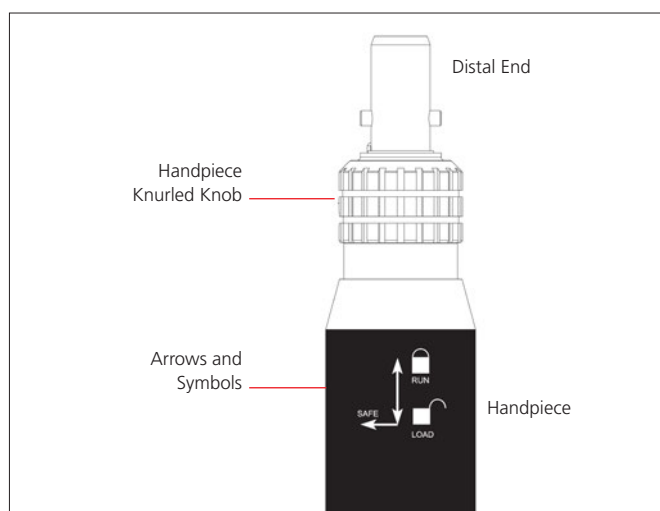 Distal End
Handpiece
Knurled Knob
Arrows and
Symbols
RUN
SAFE
LOAD
Handpiece